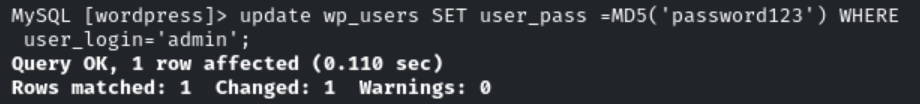 MySQL [wordpress]> update wp_users SET user_pass =MD5('password123') WHERE
user_login='admin';
Query OK, 1 row affected (0.110 sec)
Rows matched: 1  Changed: 1  Warnings: 0